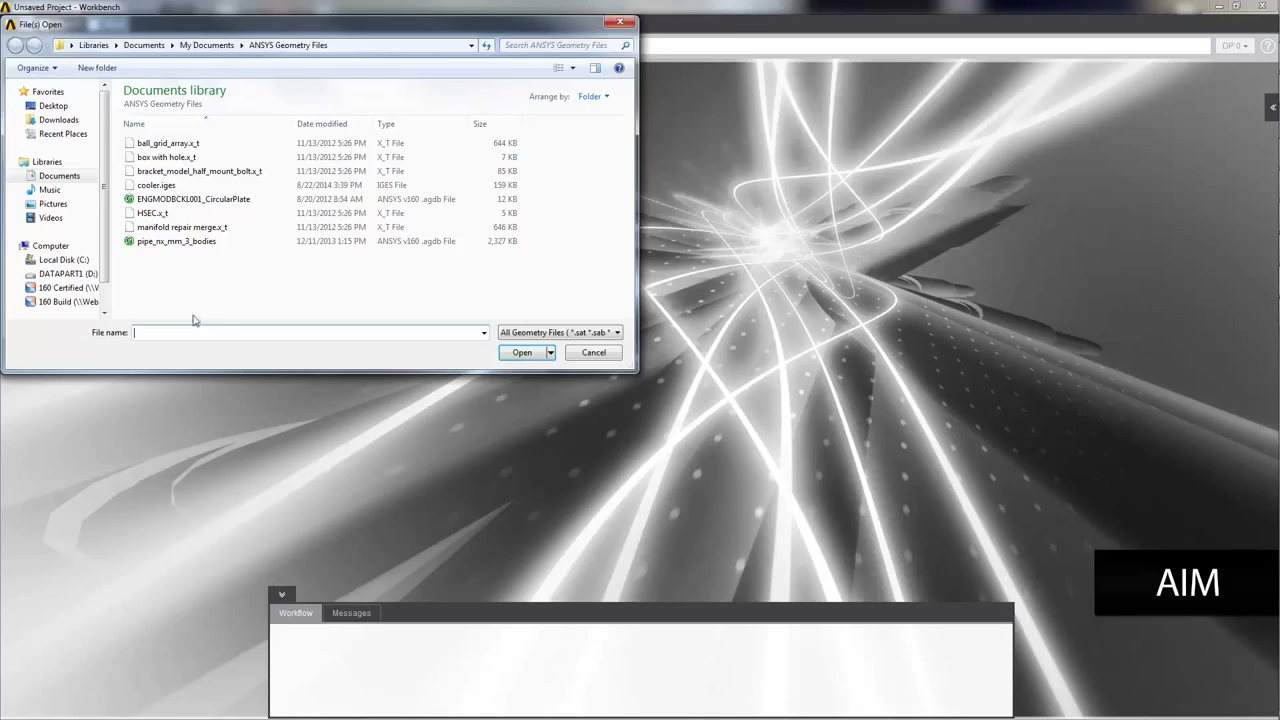 Unsaved Project - Workbench
File(s) Open
Libraries Documents My Documents ANSYS Geometry Files
Search ANSYS Geometry Files
DP 0
Organize New folder
Favorites
Desktop
Downloads
Recent Places
Libraries
Documents
Music
Pictures
Videos
Computer
Local Disk (C:)
DATAPART1 (D:)
160 Certified (\\V
160 Build (\\Web
Documents library
ANSYS Geometry Files
Arrange by: Folder
Name Date modified Type Size
ball_grid_array.x_t 11/13/2012 5:26 PM X_T File 644 KB
box with hole.x_t 11/13/2012 5:26 PM X_T File 7 KB
bracket_model_half_mount_bolt.x_t 11/13/2012 5:26 PM X_T File 85 KB
cooler.iges 8/22/2014 3:39 PM IGES File 159 KB
ENGMODBCKL001_CircularPlate 8/20/2012 8:54 AM ANSYS v160 .agdb File 12 KB
HSEC.x_t 11/13/2012 5:26 PM X_T File 5 KB
manifold repair merge.x_t 11/13/2012 5:26 PM X_T File 646 KB
pipe_nx_mm_3_bodies 12/11/2013 1:15 PM ANSYS v160 .agdb File 2,327 KB
File name: All Geometry Files ( *.sat *.sab *
Open Cancel
AIM
Workflow Messages